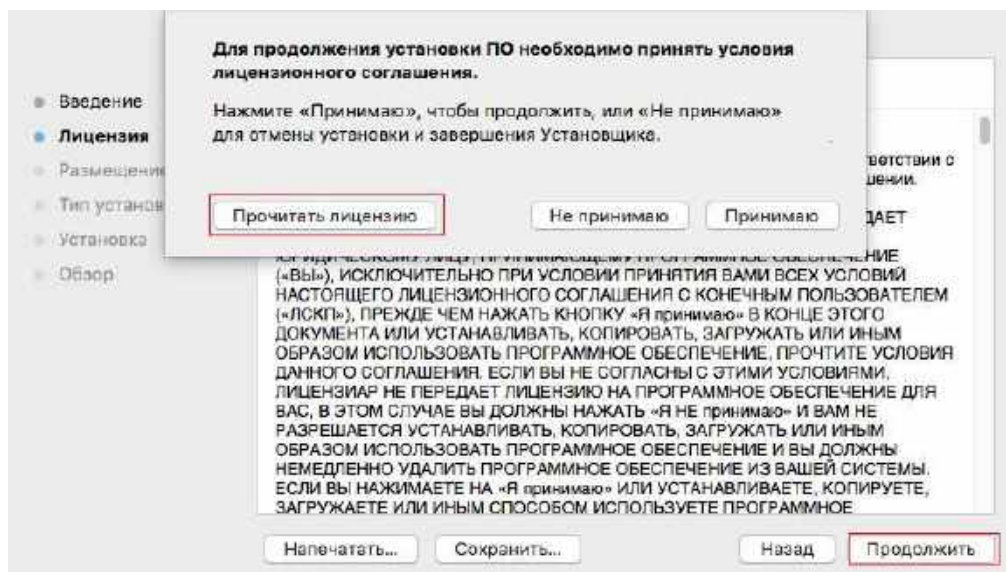 Для продолжения установки ПО необходимо принять условия
лицензионного соглашения.
Нажмите «Принимаю», чтобы продолжить, или «Не принимаю»
для отмены установки и завершения Установщика.
Прочитать лицензию
Не принимаю
Принимаю
Введение
Лицензия
Размещение
Тип установ
Установка
Обзор
ветствии с
шении.
ДАЕТ
(«ВЫ»), ИСКЛЮЧИТЕЛЬНО ПРИ УСЛОВИИ ПРИНЯТИЯ ВАМИ ВСЕХ УСЛОВИЙ
НАСТОЯЩЕГО ЛИЦЕНЗИОННОГО СОГЛАШЕНИЯ С КОНЕЧНЫМ ПОЛЬЗОВАТЕЛЕМ
(«ЛСКП»), ПРЕЖДЕ ЧЕМ НАЖАТЬ КНОПКУ «Я принимаю» В КОНЦЕ ЭТОГО
ДОКУМЕНТА ИЛИ УСТАНАВЛИВАТЬ, КОПИРОВАТЬ, ЗАГРУЖАТЬ ИЛИ ИНЫМ
ОБРАЗОМ ИСПОЛЬЗОВАТЬ ПРОГРАММНОЕ ОБЕСПЕЧЕНИЕ, ПРОЧТИТЕ УСЛОВИЯ
ДАННОГО СОГЛАШЕНИЯ. ЕСЛИ ВЫ НЕ СОГЛАСНЫ С ЭТИМИ УСЛОВИЯМИ,
ЛИЦЕНЗИАР НЕ ПЕРЕДАЕТ ЛИЦЕНЗИЮ НА ПРОГРАММНОЕ ОБЕСПЕЧЕНИЕ ДЛЯ
ВАС, В ЭТОМ СЛУЧАЕ ВЫ ДОЛЖНЫ НАЖАТЬ «Я НЕ принимаю» И ВАМ НЕ
РАЗРЕШАЕТСЯ УСТАНАВЛИВАТЬ, КОПИРОВАТЬ, ЗАГРУЖАТЬ ИЛИ ИНЫМ
ОБРАЗОМ ИСПОЛЬЗОВАТЬ ПРОГРАММНОЕ ОБЕСПЕЧЕНИЕ И ВЫ ДОЛЖНЫ
НЕМЕДЛЕННО УДАЛИТЬ ПРОГРАММНОЕ ОБЕСПЕЧЕНИЕ ИЗ ВАШЕЙ СИСТЕМЫ.
ЕСЛИ ВЫ НАЖИМАЕТЕ НА «Я принимаю» ИЛИ УСТАНАВЛИВАЕТЕ, КОПИРУЕТЕ,
ЗАГРУЖАЕТЕ ИЛИ ИНЫМ СПОСОБОМ ИСПОЛЬЗУЕТЕ ПРОГРАММНОЕ
Напечатать...
Сохранить...
Назад
Продолжить